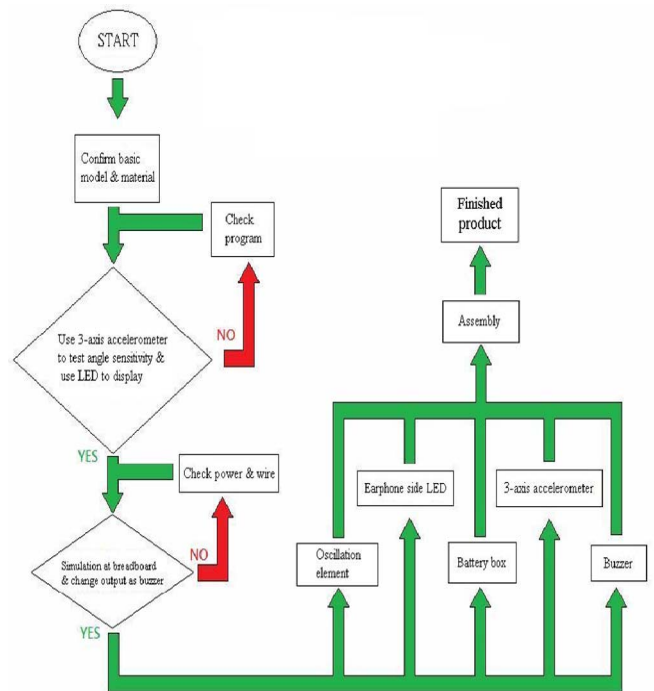 START
Confirm basic
model & material
Check
program
NO
Use 3-axis accelerometer
to test angle sensitivity &
use LED to display
YES
Check power & wire
NO
Simulation at breadboard
& change output as buzzer
YES
Finished
product
Assembly
Earphone side LED
3-axis accelerometer
Oscillation
element
Battery box
Buzzer